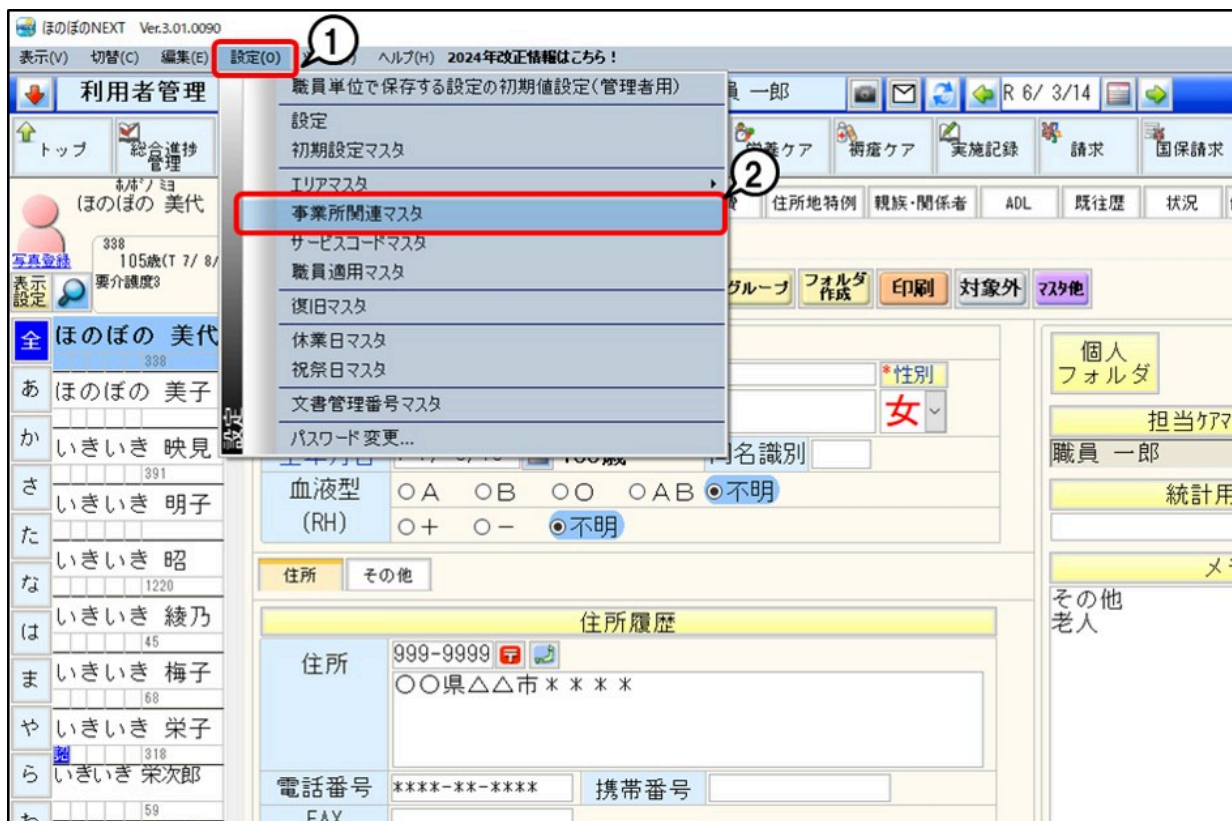 ほのぼのNEXT Ver.3.01.0090
表示(V) 切替(C) 編集(E) 設定(O) ヘルプ(H) 2024年改正情報はこちら！
①
利用者管理
員 一郎
R 6/ 3/14
トップ
総合進捗管理
栄養ケア
褥瘡ケア
実施記録
請求
国保請求
職員単位で保存する設定の初期値設定(管理者用)
設定
初期設定マスタ
エリアマスタ
②
事業所関連マスタ
サービスコードマスタ
職員適用マスタ
復旧マスタ
休業日マスタ
祝祭日マスタ
文書管理番号マスタ
パスワード変更...
設定
ﾎﾉﾎﾞﾉ ﾐﾖ
ほのぼの 美代
338
105歳(T 7/ 8/
写真登録
要介護度3
表示設定
住所地特例 親族・関係者 ADL 既往歴 状況
グループ フォルダ作成 印刷 対象外 ﾏｽﾀ他
全 ほのぼの 美代
338
あ ほのぼの 美子
か いきいき 映見
391
さ いきいき 明子
た
いきいき 昭
な 1220
いきいき 綾乃
は 45
いきいき 梅子
ま 68
や いきいき 栄子
318
ら いきいき 栄次郎
59
*性別
女
同名識別
血液型 ○A ○B ○O ○AB ◉不明
(RH) ○＋ ○－ ◉不明
住所 その他
住所履歴
住所 999-9999
○○県△△市＊＊＊＊
電話番号 ****-**-**** 携帯番号
FAX
個人フォルダ
担当ｹｱﾏ
職員 一郎
統計用
メモ
その他
老人